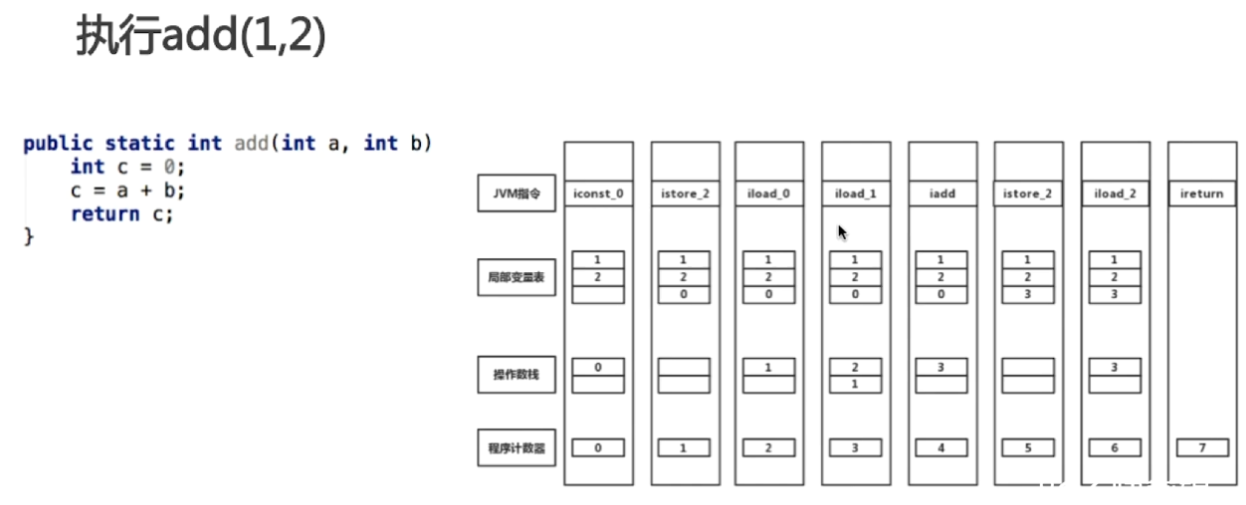 执行add(1,2)
public static int add(int a, int b)
int c = 0;
c = a + b;
return c;
}
JVM指令 iconst_0 istore_2 iload_0 iload_1 iadd istore_2 iload_2 ireturn
局部变量表
1 1 1 1 1 1 1
2 2 2 2 2 2 2
0 0 0 0 3 3
操作数栈
0 1 2 3 3
1
程序计数器 0 1 2 3 4 5 6 7